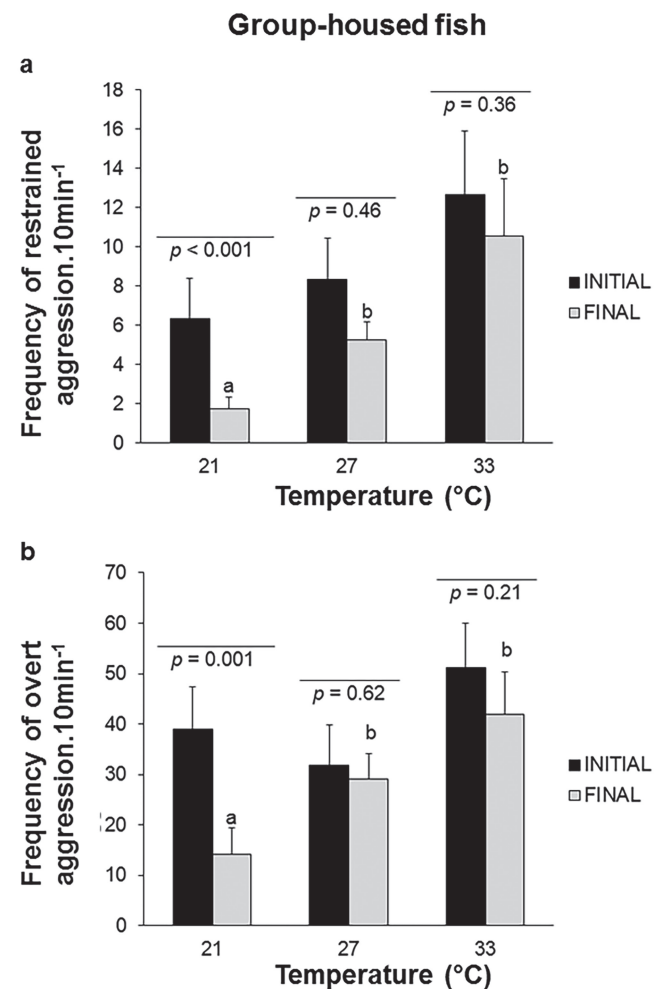 Group-housed fish
a
Frequency of restrained
aggression.10min-1
18
16
14
12
10
8
6
4
2
0
p < 0.001
a
p = 0.46
b
p = 0.36
b
INITIAL
FINAL
21 27 33
Temperature (°C)
b
Frequency of overt
aggression.10min-1
70
60
50
40
30
20
10
0
p = 0.001
a
p = 0.62
b
p = 0.21
b
INITIAL
FINAL
21 27 33
Temperature (°C)